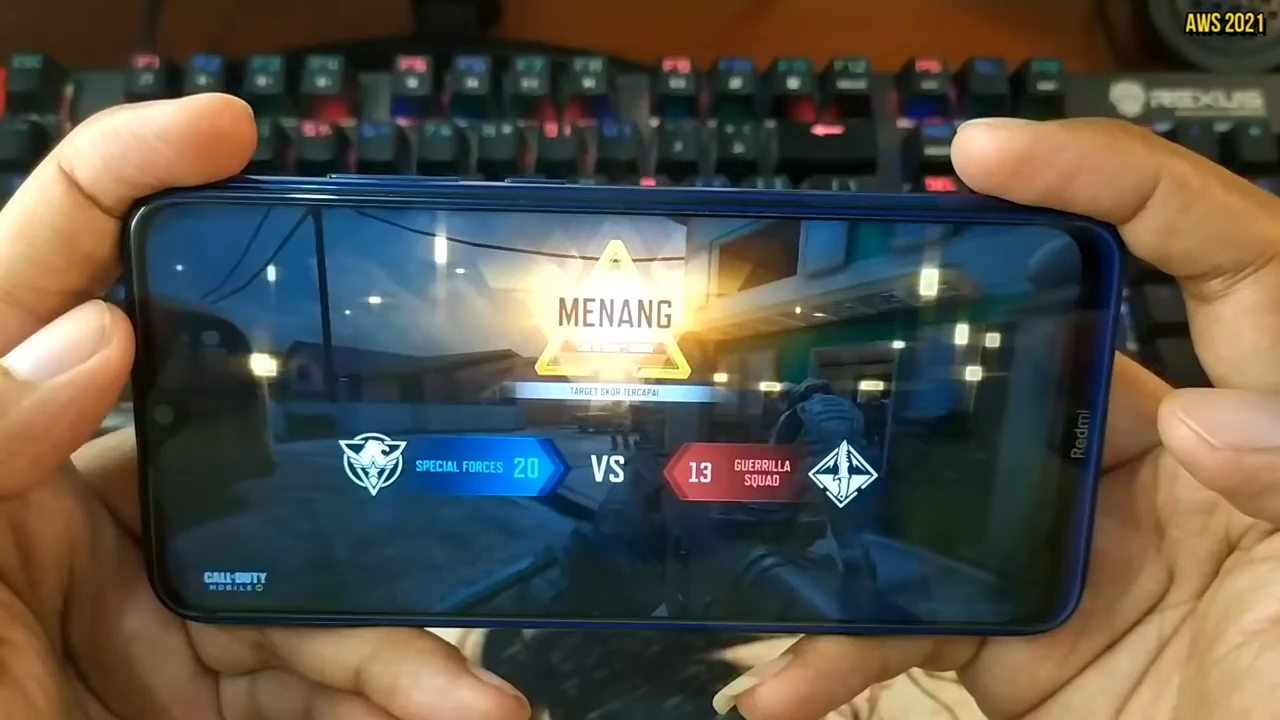 AWS 2021
REXUS
MENANG
TARGET SKOR TERCAPAI
SPECIAL FORCES 20
VS
13 GUERRILLA
SQUAD
CALL OF DUTY
MOBILE
Redmi